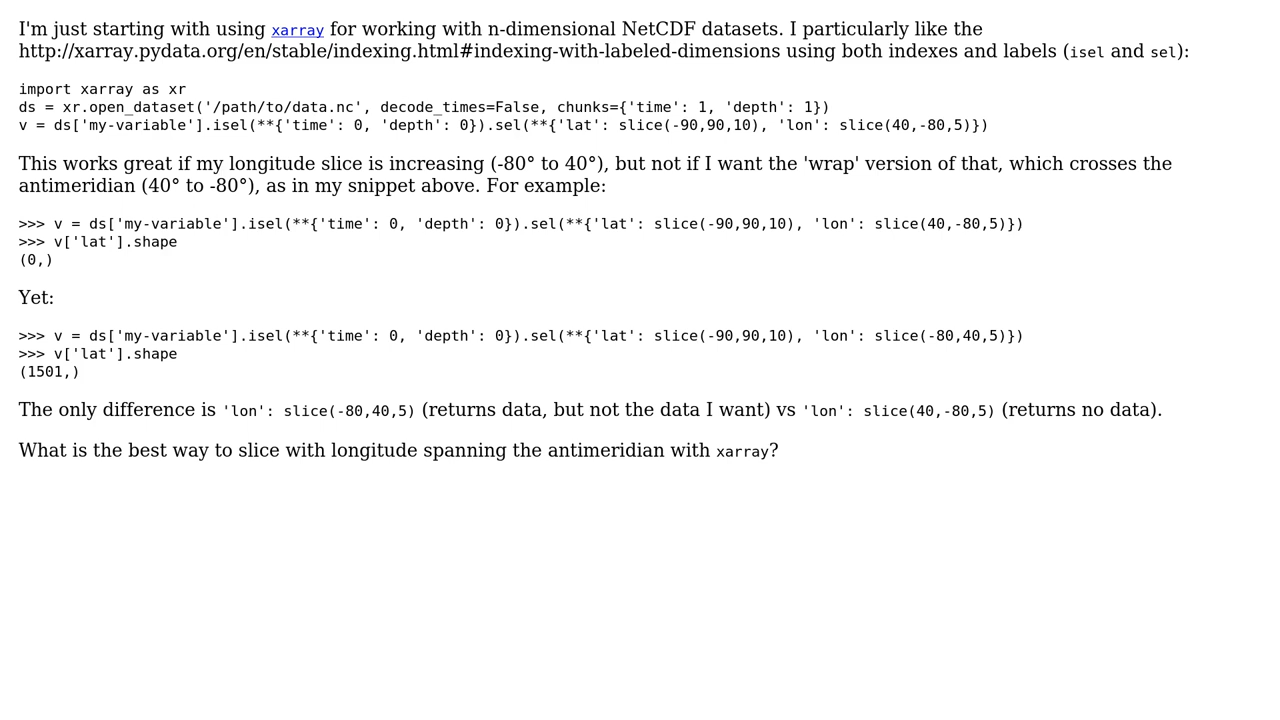 I'm just starting with using xarray for working with n-dimensional NetCDF datasets. I particularly like the
http://xarray.pydata.org/en/stable/indexing.html#indexing-with-labeled-dimensions using both indexes and labels (isel and sel):
import xarray as xr
ds = xr.open_dataset('/path/to/data.nc', decode_times=False, chunks={'time': 1, 'depth': 1})
v = ds['my-variable'].isel(**{'time': 0, 'depth': 0}).sel(**{'lat': slice(-90,90,10), 'lon': slice(40,-80,5)})
This works great if my longitude slice is increasing (-80° to 40°), but not if I want the 'wrap' version of that, which crosses the
antimeridian (40° to -80°), as in my snippet above. For example:
>>> v = ds['my-variable'].isel(**{'time': 0, 'depth': 0}).sel(**{'lat': slice(-90,90,10), 'lon': slice(40,-80,5)})
>>> v['lat'].shape
(0,)
Yet:
>>> v = ds['my-variable'].isel(**{'time': 0, 'depth': 0}).sel(**{'lat': slice(-90,90,10), 'lon': slice(-80,40,5)})
>>> v['lat'].shape
(1501,)
The only difference is 'lon': slice(-80,40,5) (returns data, but not the data I want) vs 'lon': slice(40,-80,5) (returns no data).
What is the best way to slice with longitude spanning the antimeridian with xarray?